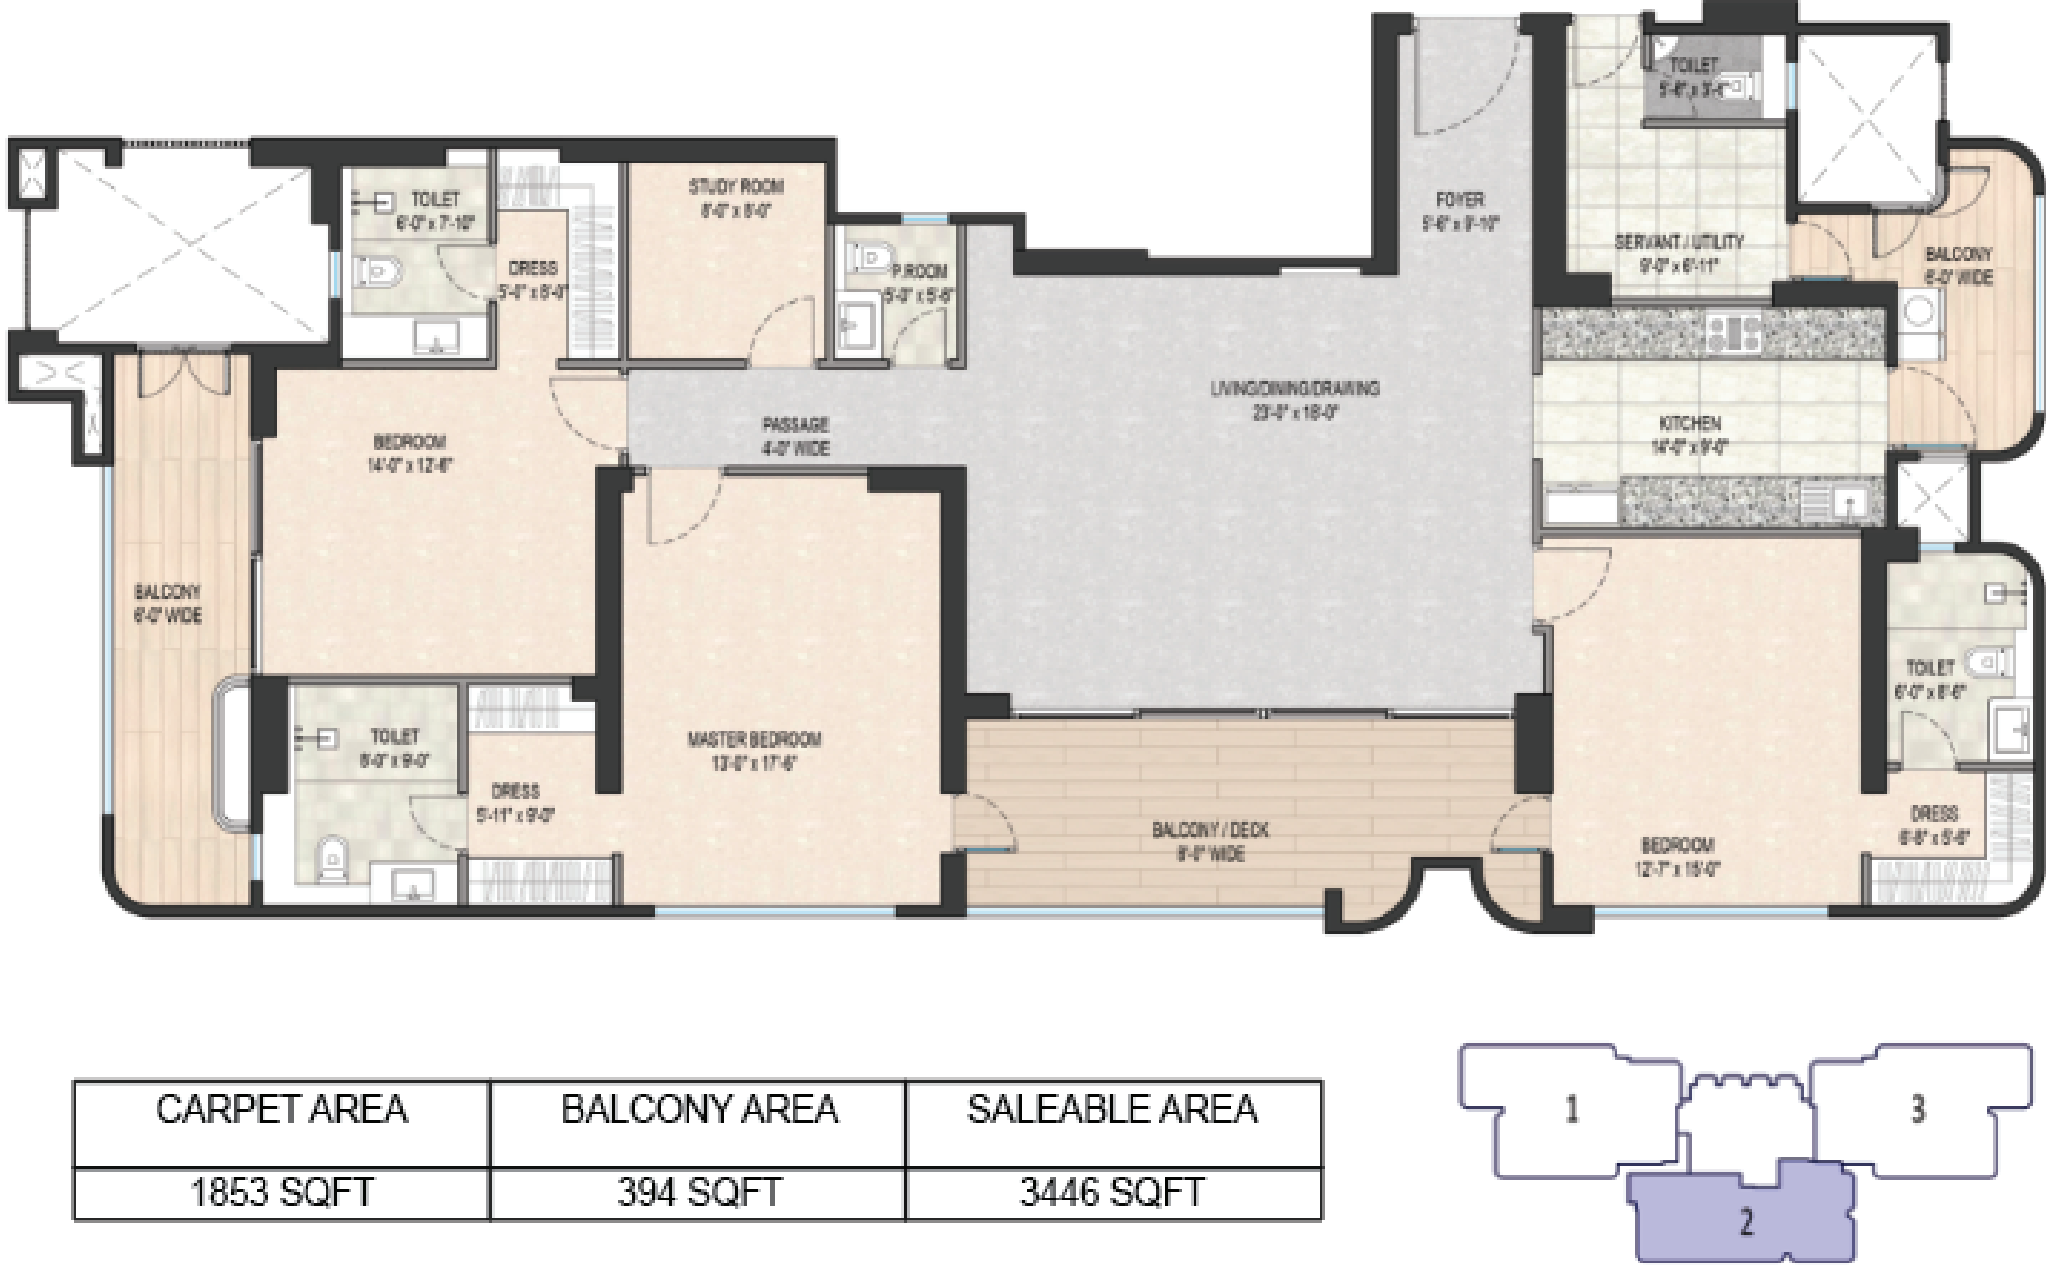 TOILET
5'-6" x 3'-6"
TOILET
6'-0" x 7'-10"
STUDY ROOM
8'-0" x 8'-0"
FOYER
5'-6" x 9'-10"
SERVANT / UTILITY
9'-0" x 6'-11"
BALCONY
6'-0" WIDE
DRESS
5'-0" x 8'-0"
P.ROOM
5'-0" x 5'-8"
LIVING/DINING/DRAWING
23'-0" x 18'-0"
PASSAGE
4'-0" WIDE
KITCHEN
14'-0" x 9'-0"
BEDROOM
14'-0" x 12'-6"
BALCONY
6'-0" WIDE
TOILET
6'-0" x 8'-6"
TOILET
8'-0" x 9'-0"
MASTER BEDROOM
13'-0" x 17'-6"
DRESS
5'-11" x 9'-0"
BALCONY / DECK
8'-0" WIDE
BEDROOM
12'-7" x 15'-0"
DRESS
6'-8" x 5'-6"
CARPET AREA BALCONY AREA SALEABLE AREA
1853 SQFT 394 SQFT 3446 SQFT
1
3
2